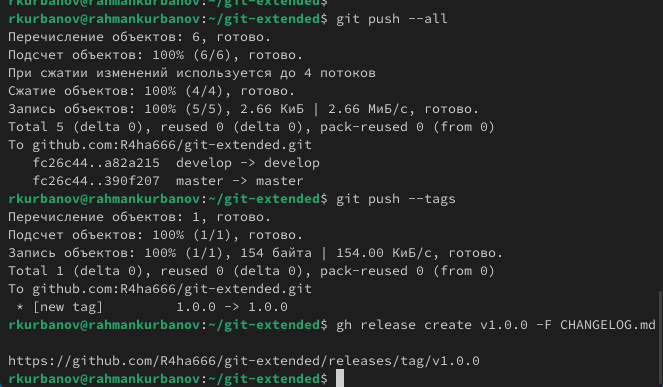 rkurbanov@rahmankurbanov:~/git-extended$ git push --all
Перечисление объектов: 6, готово.
Подсчет объектов: 100% (6/6), готово.
При сжатии изменений используется до 4 потоков
Сжатие объектов: 100% (4/4), готово.
Запись объектов: 100% (5/5), 2.66 КиБ | 2.66 МиБ/с, готово.
Total 5 (delta 0), reused 0 (delta 0), pack-reused 0 (from 0)
To github.com:R4ha666/git-extended.git
   fc26c44..a82a215  develop -> develop
   fc26c44..390f207  master -> master
rkurbanov@rahmankurbanov:~/git-extended$ git push --tags
Перечисление объектов: 1, готово.
Подсчет объектов: 100% (1/1), готово.
Запись объектов: 100% (1/1), 154 байта | 154.00 КиБ/с, готово.
Total 1 (delta 0), reused 0 (delta 0), pack-reused 0 (from 0)
To github.com:R4ha666/git-extended.git
 * [new tag]         1.0.0 -> 1.0.0
rkurbanov@rahmankurbanov:~/git-extended$ gh release create v1.0.0 -F CHANGELOG.md
https://github.com/R4ha666/git-extended/releases/tag/v1.0.0
rkurbanov@rahmankurbanov:~/git-extended$